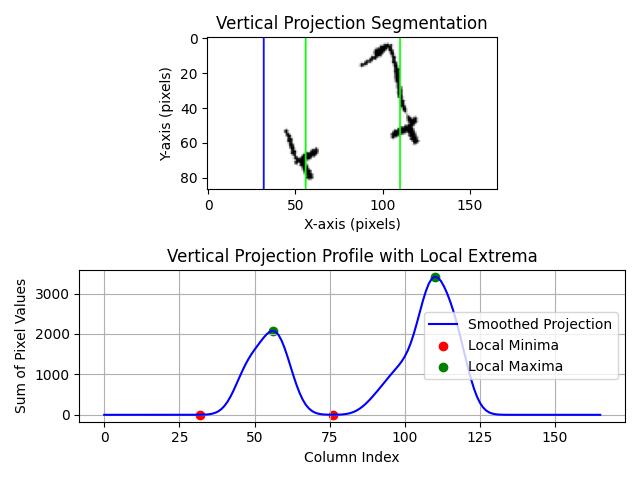 Vertical Projection Segmentation
0
20
40
60
80
Y-axis (pixels)
0 50 100 150
X-axis (pixels)
Vertical Projection Profile with Local Extrema
3000
2000
1000
0
Sum of Pixel Values
Smoothed Projection
Local Minima
Local Maxima
0 25 50 75 100 125 150
Column Index